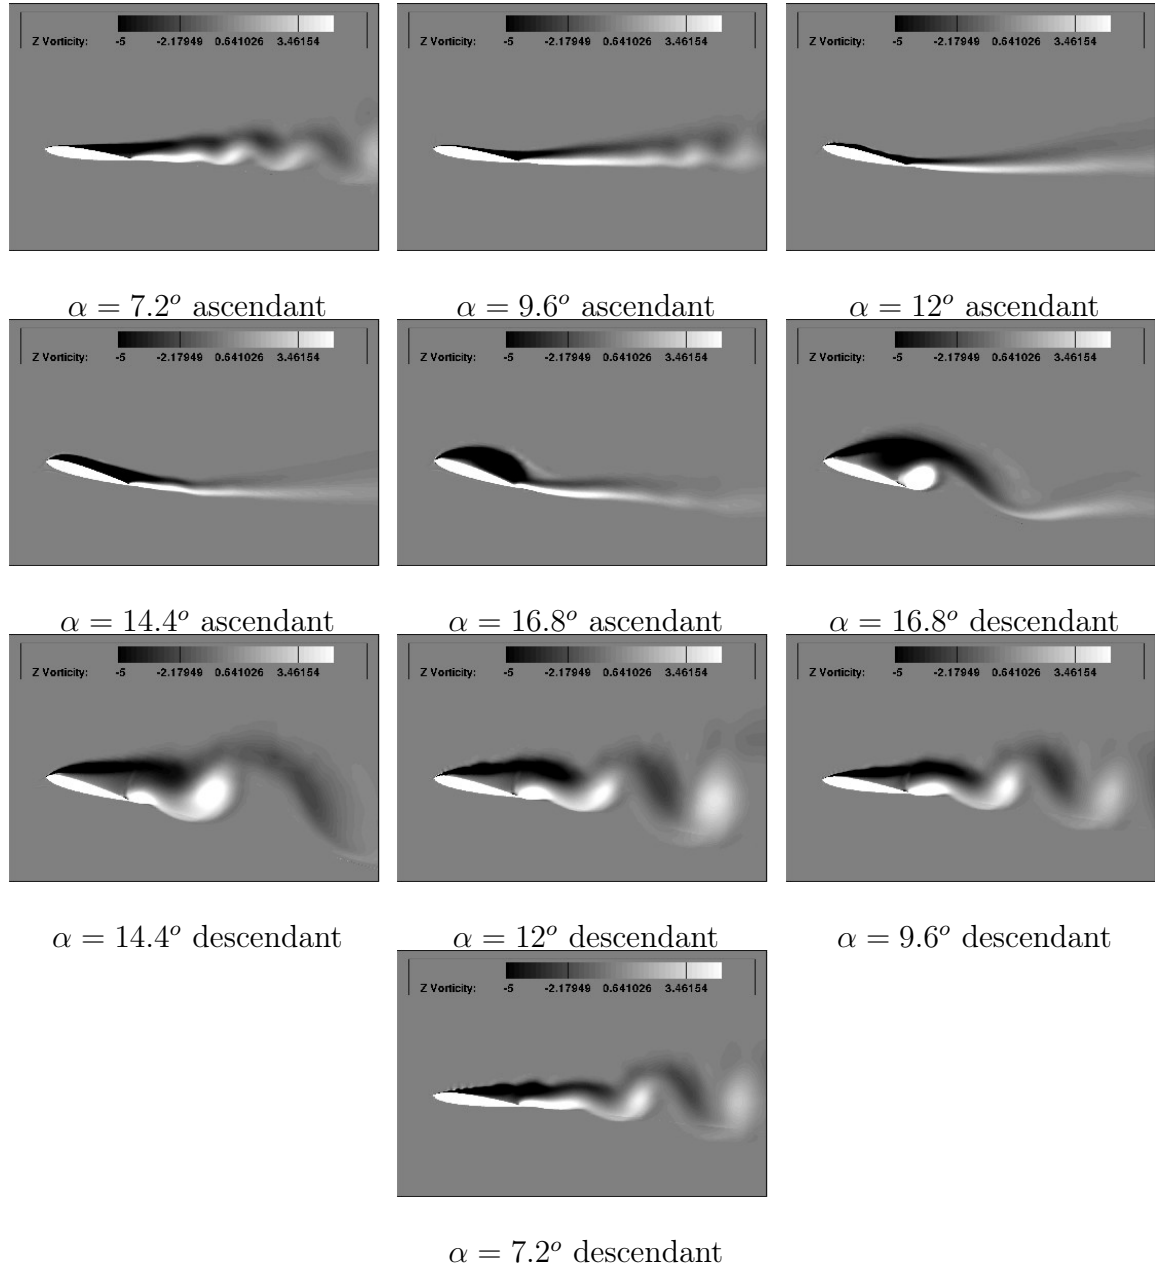 Z Vorticity: -5 -2.17949 0.641026 3.46154 Z Vorticity: -5 -2.17949 0.641026 3.46154 Z Vorticity: -5 -2.17949 0.641026 3.46154
α = 7.2° ascendant α = 9.6° ascendant α = 12° ascendant
Z Vorticity: -5 -2.17949 0.641026 3.46154 Z Vorticity: -5 -2.17949 0.641026 3.46154 Z Vorticity: -5 -2.17949 0.641026 3.46154
α = 14.4° ascendant α = 16.8° ascendant α = 16.8° descendant
Z Vorticity: -5 -2.17949 0.641026 3.46154 Z Vorticity: -5 -2.17949 0.641026 3.46154 Z Vorticity: -5 -2.17949 0.641026 3.46154
α = 14.4° descendant α = 12° descendant α = 9.6° descendant
Z Vorticity: -5 -2.17949 0.641026 3.46154
α = 7.2° descendant